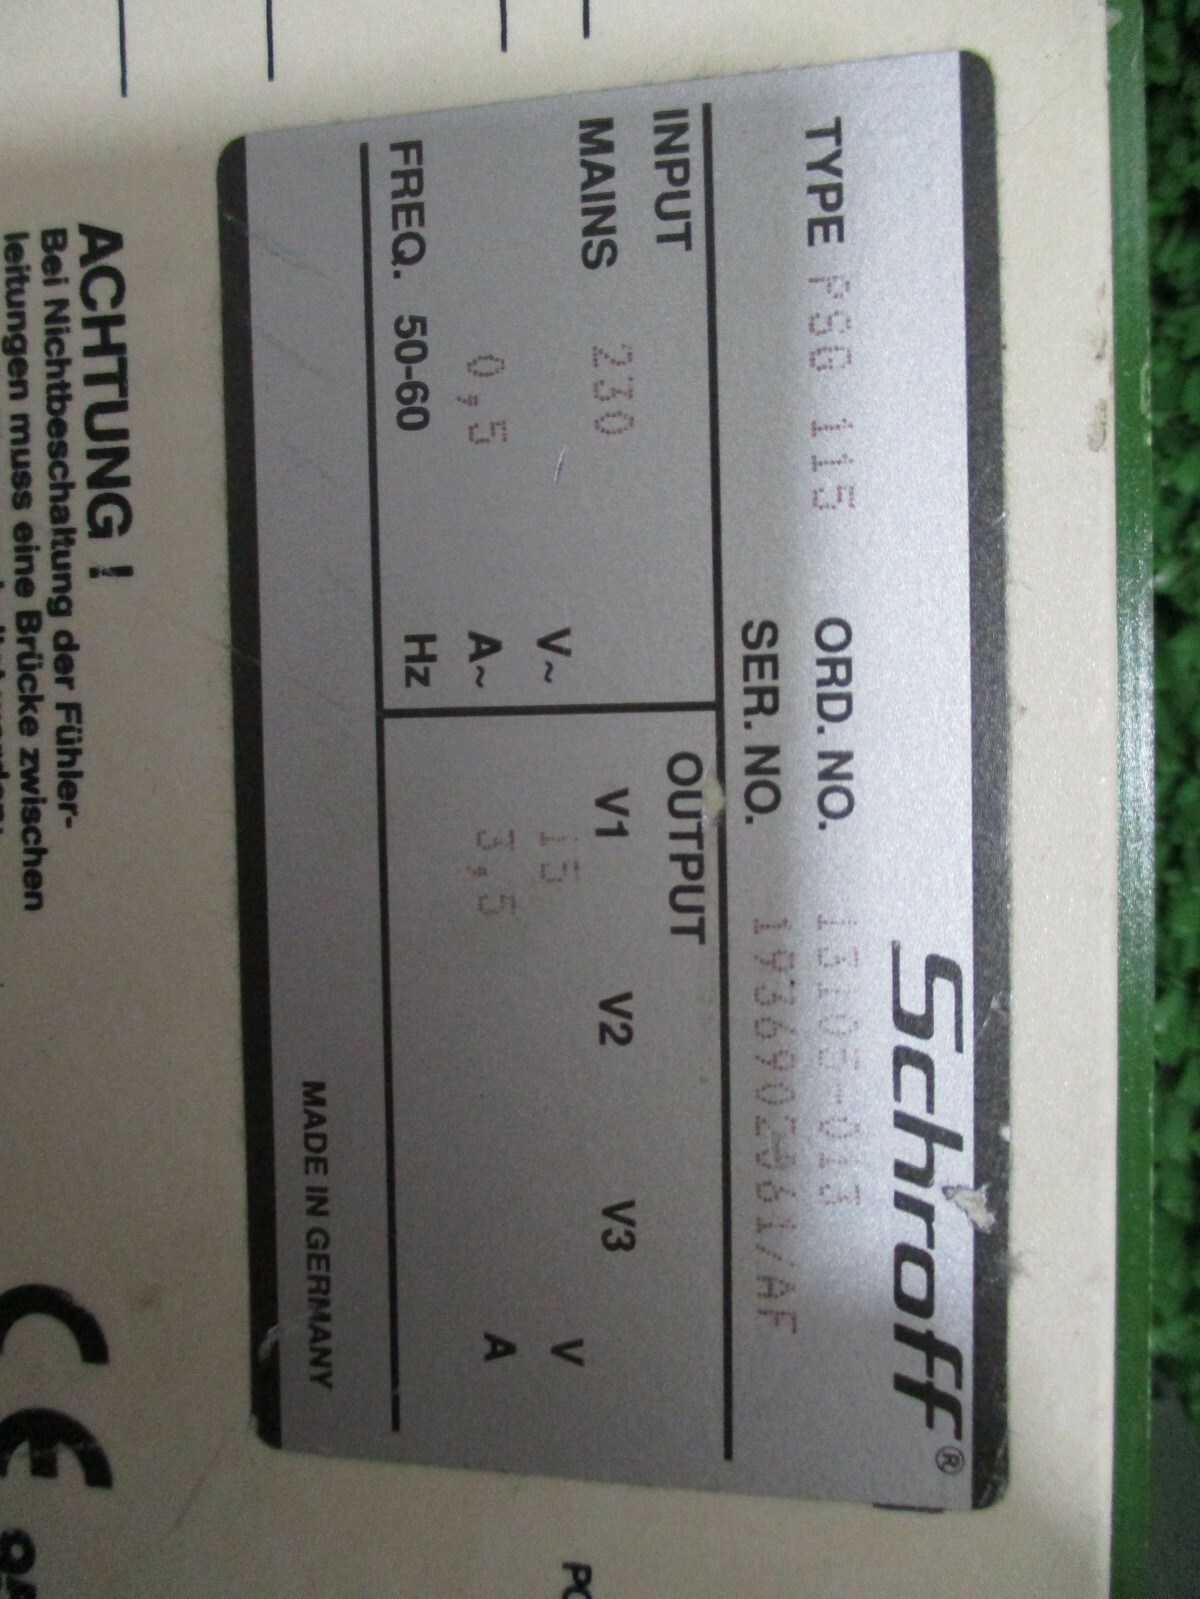 Schroff®
TYPE PSG 115 ORD. NO. 13105-013
SER. NO. 193690Z361/AF
INPUT OUTPUT
MAINS 230 V~ V1 15 V2 V3 V
0,5 A~ 3,5 A
FREQ. 50-60 Hz
MADE IN GERMANY
ACHTUNG !
Bei Nichtbeschaltung der Fühler-
leitungen muss eine Brücke zwischen
CE